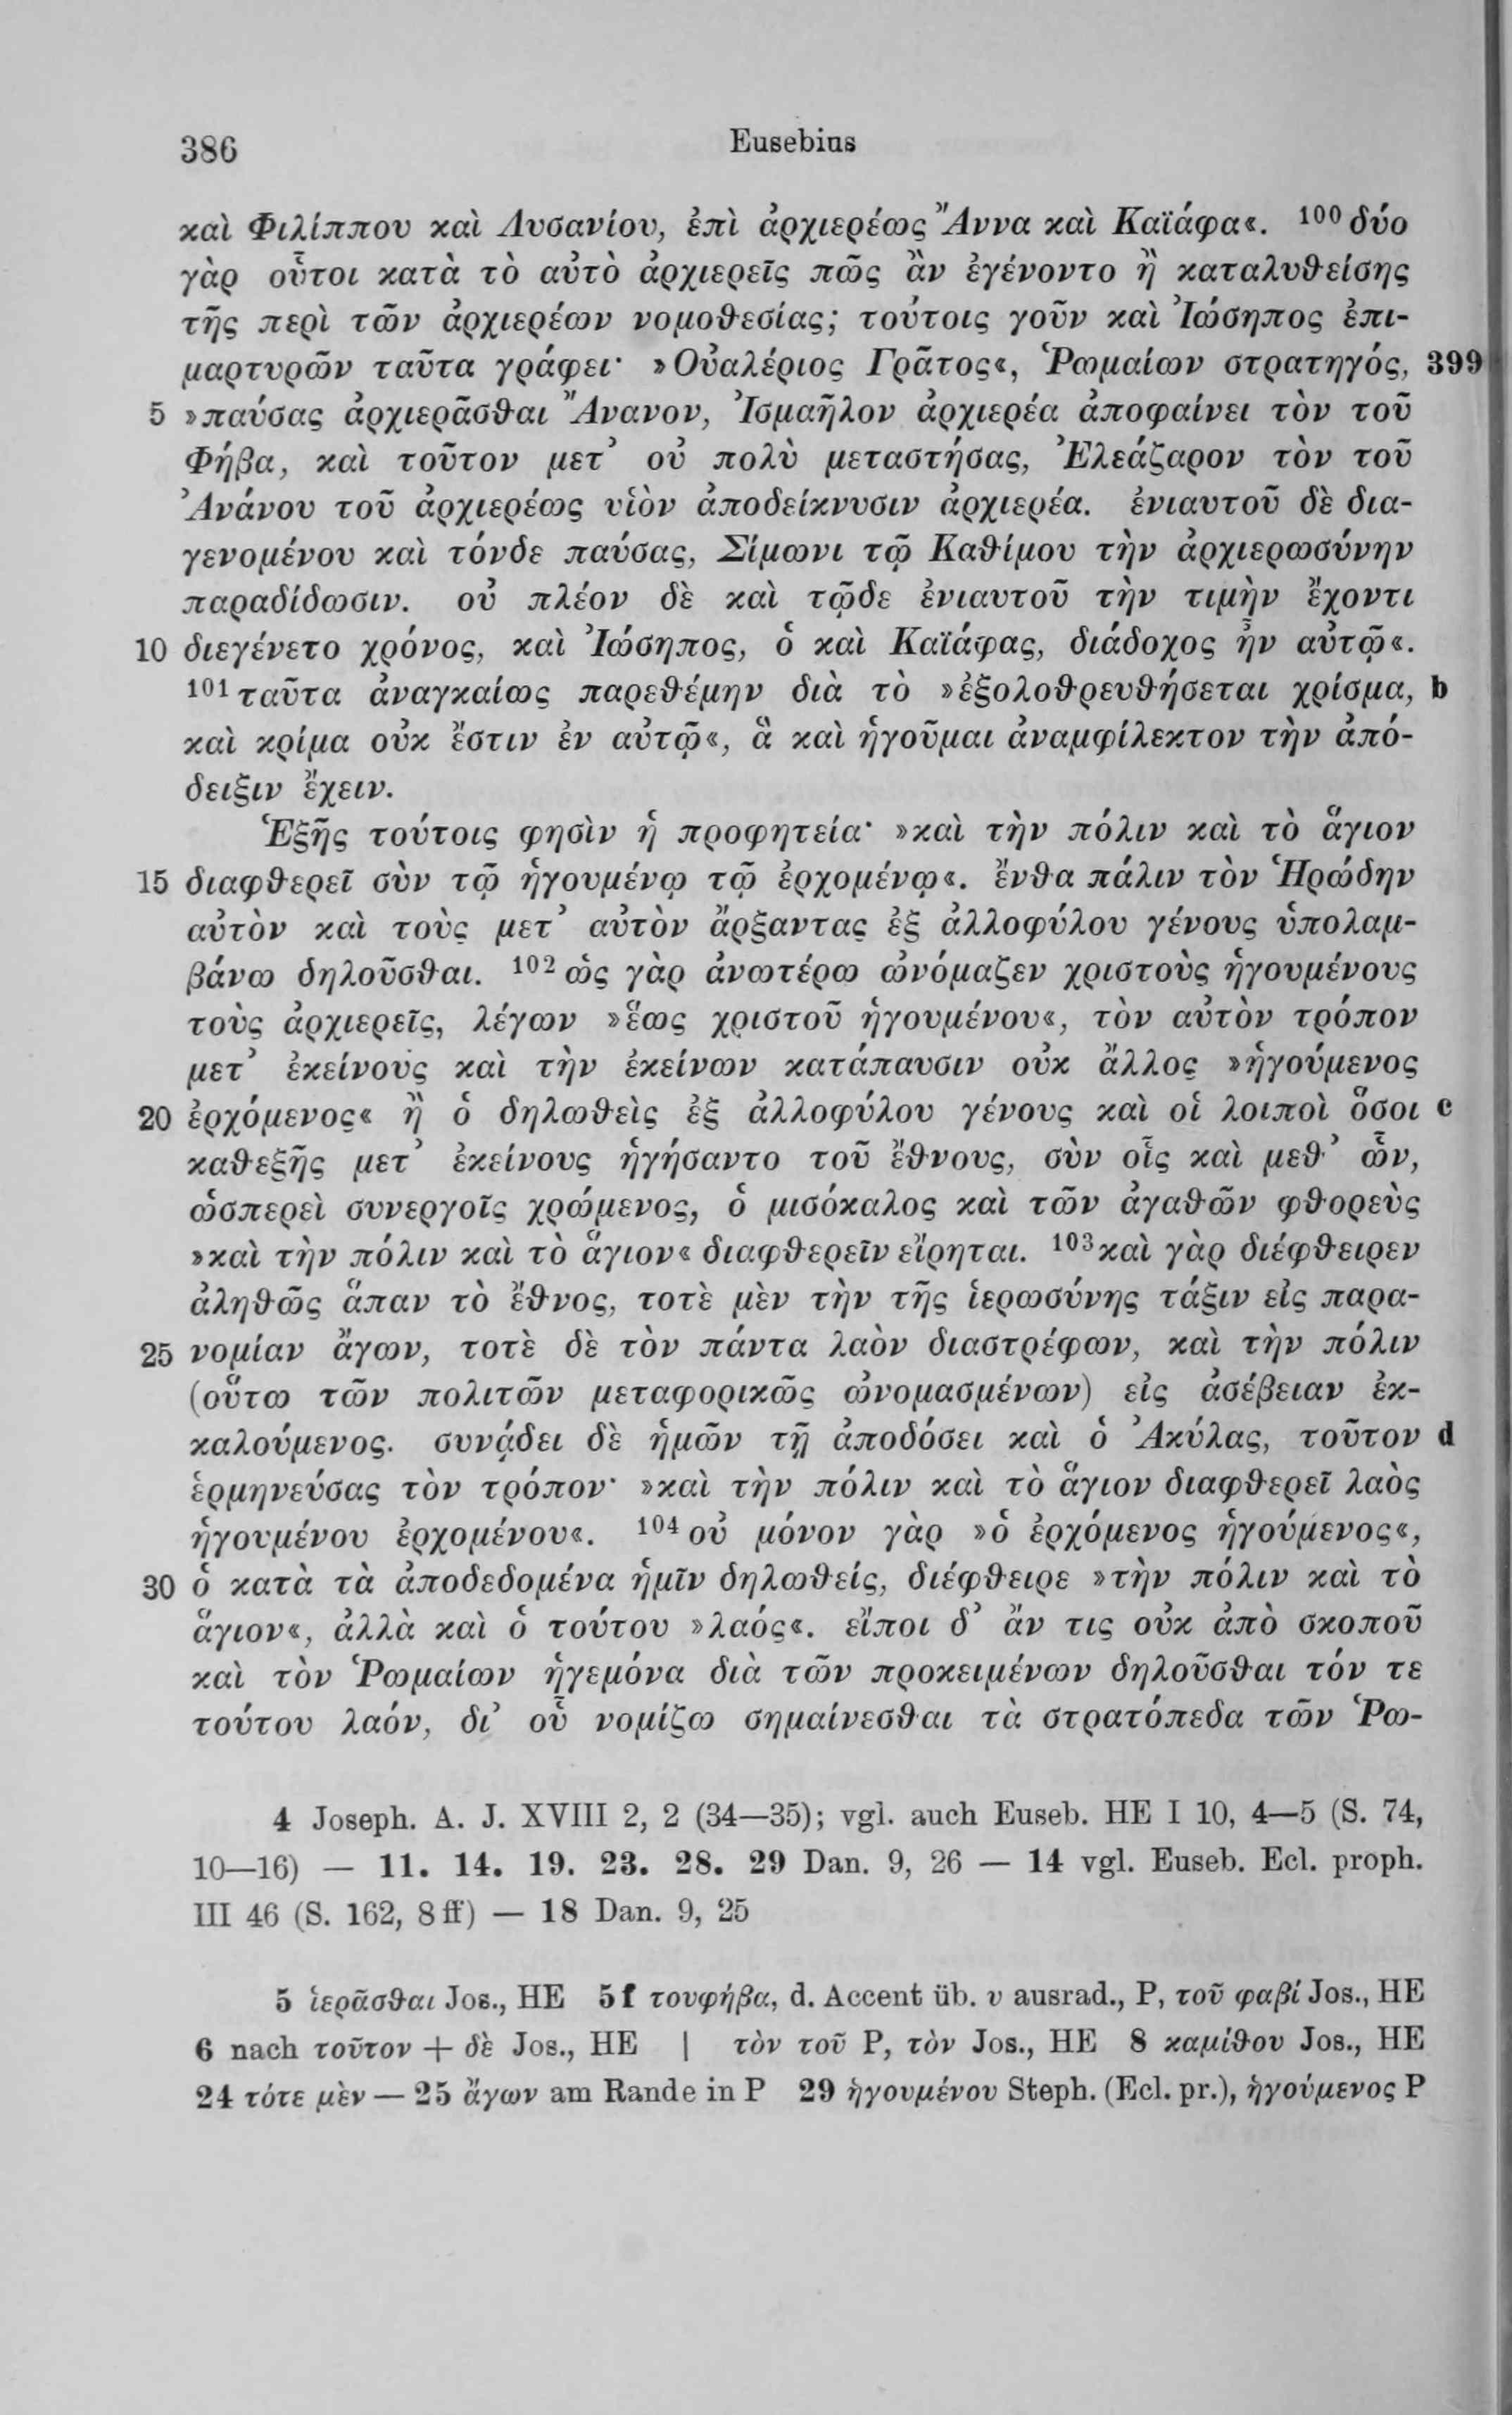 386 Eusebius
καὶ Φιλίππου καὶ Λυσανίου, ἐπὶ ἀρχιερέως Ἄννα καὶ Καϊάφα«. ¹⁰⁰ δύο
γὰρ οὗτοι κατὰ τὸ αὐτὸ ἀρχιερεῖς πῶς ἂν ἐγένοντο ἢ καταλυθείσης
τῆς περὶ τῶν ἀρχιερέων νομοθεσίας; τούτοις γοῦν καὶ Ἰώσηπος ἐπι-
μαρτυρῶν ταῦτα γράφει· »Οὐαλέριος Γρᾶτος«, Ῥωμαίων στρατηγός, 399
5 »παύσας ἀρχιερᾶσθαι Ἄνανον, Ἰσμαῆλον ἀρχιερέα ἀποφαίνει τὸν τοῦ
Φήβα, καὶ τοῦτον μετ’ οὐ πολὺ μεταστήσας, Ἐλεάζαρον τὸν τοῦ
Ἀνάνου τοῦ ἀρχιερέως υἱὸν ἀποδείκνυσιν ἀρχιερέα. ἐνιαυτοῦ δὲ δια-
γενομένου καὶ τόνδε παύσας, Σίμωνι τῷ Καθίμου τὴν ἀρχιερωσύνην
παραδίδωσιν. οὐ πλέον δὲ καὶ τῷδε ἐνιαυτοῦ τὴν τιμὴν ἔχοντι
10 διεγένετο χρόνος, καὶ Ἰώσηπος, ὁ καὶ Καϊάφας, διάδοχος ἦν αὐτῷ«.
¹⁰¹ ταῦτα ἀναγκαίως παρεθέμην διὰ τὸ »ἐξολοθρευθήσεται χρίσμα, b
καὶ κρίμα οὐκ ἔστιν ἐν αὐτῷ«, ἃ καὶ ἡγοῦμαι ἀναμφίλεκτον τὴν ἀπό-
δειξιν ἔχειν.
Ἑξῆς τούτοις φησὶν ἡ προφητεία· »καὶ τὴν πόλιν καὶ τὸ ἅγιον
15 διαφθερεῖ σὺν τῷ ἡγουμένῳ τῷ ἐρχομένῳ«. ἔνθα πάλιν τὸν Ἡρώδην
αὐτὸν καὶ τοὺς μετ’ αὐτὸν ἄρξαντας ἐξ ἀλλοφύλου γένους ὑπολαμ-
βάνω δηλοῦσθαι. ¹⁰² ὡς γὰρ ἀνωτέρω ὠνόμαζεν χριστοὺς ἡγουμένους
τοὺς ἀρχιερεῖς, λέγων »ἕως χριστοῦ ἡγουμένου«, τὸν αὐτὸν τρόπον
μετ’ ἐκείνους καὶ τὴν ἐκείνων κατάπαυσιν οὐκ ἄλλος »ἡγούμενος
20 ἐρχόμενος« ἢ ὁ δηλωθεὶς ἐξ ἀλλοφύλου γένους καὶ οἱ λοιποὶ ὅσοι c
καθεξῆς μετ’ ἐκείνους ἡγήσαντο τοῦ ἔθνους, σὺν οἷς καὶ μεθ’ ὧν,
ὡσπερεὶ συνεργοῖς χρώμενος, ὁ μισόκαλος καὶ τῶν ἀγαθῶν φθορεὺς
»καὶ τὴν πόλιν καὶ τὸ ἅγιον« διαφθερεῖν εἴρηται. ¹⁰³ καὶ γὰρ διέφθειρεν
ἀληθῶς ἅπαν τὸ ἔθνος, τοτὲ μὲν τὴν τῆς ἱερωσύνης τάξιν εἰς παρα-
25 νομίαν ἄγων, τοτὲ δὲ τὸν πάντα λαὸν διαστρέφων, καὶ τὴν πόλιν
(οὕτω τῶν πολιτῶν μεταφορικῶς ὠνομασμένων) εἰς ἀσέβειαν ἐκ-
καλούμενος. συνᾴδει δὲ ἡμῶν τῇ ἀποδόσει καὶ ὁ Ἀκύλας, τοῦτον d
ἑρμηνεύσας τὸν τρόπον· »καὶ τὴν πόλιν καὶ τὸ ἅγιον διαφθερεῖ λαὸς
ἡγουμένου ἐρχομένου«. ¹⁰⁴ οὐ μόνον γὰρ »ὁ ἐρχόμενος ἡγούμενος«,
30 ὁ κατὰ τὰ ἀποδεδομένα ἡμῖν δηλωθείς, διέφθειρε »τὴν πόλιν καὶ τὸ
ἅγιον«, ἀλλὰ καὶ ὁ τούτου »λαός«. εἴποι δ’ ἄν τις οὐκ ἀπὸ σκοποῦ
καὶ τὸν Ῥωμαίων ἡγεμόνα διὰ τῶν προκειμένων δηλοῦσθαι τόν τε
τούτου λαόν, δι’ οὗ νομίζω σημαίνεσθαι τὰ στρατόπεδα τῶν Ῥω-
4 Joseph. A. J. XVIII 2, 2 (34—35); vgl. auch Euseb. HE I 10, 4—5 (S. 74,
10—16) — 11. 14. 19. 23. 28. 29 Dan. 9, 26 — 14 vgl. Euseb. Ecl. proph.
III 46 (S. 162, 8 ff) — 18 Dan. 9, 25
5 ἱερᾶσθαι Jos., HE 5 f τουφήβα, d. Accent üb. υ ausrad., P, τοῦ φαβί Jos., HE
6 nach τοῦτον + δὲ Jos., HE | τὸν τοῦ P, τὸν Jos., HE 8 καμίθου Jos., HE
24 τότε μὲν — 25 ἄγων am Rande in P 29 ἡγουμένου Steph. (Ecl. pr.), ἡγούμενος P